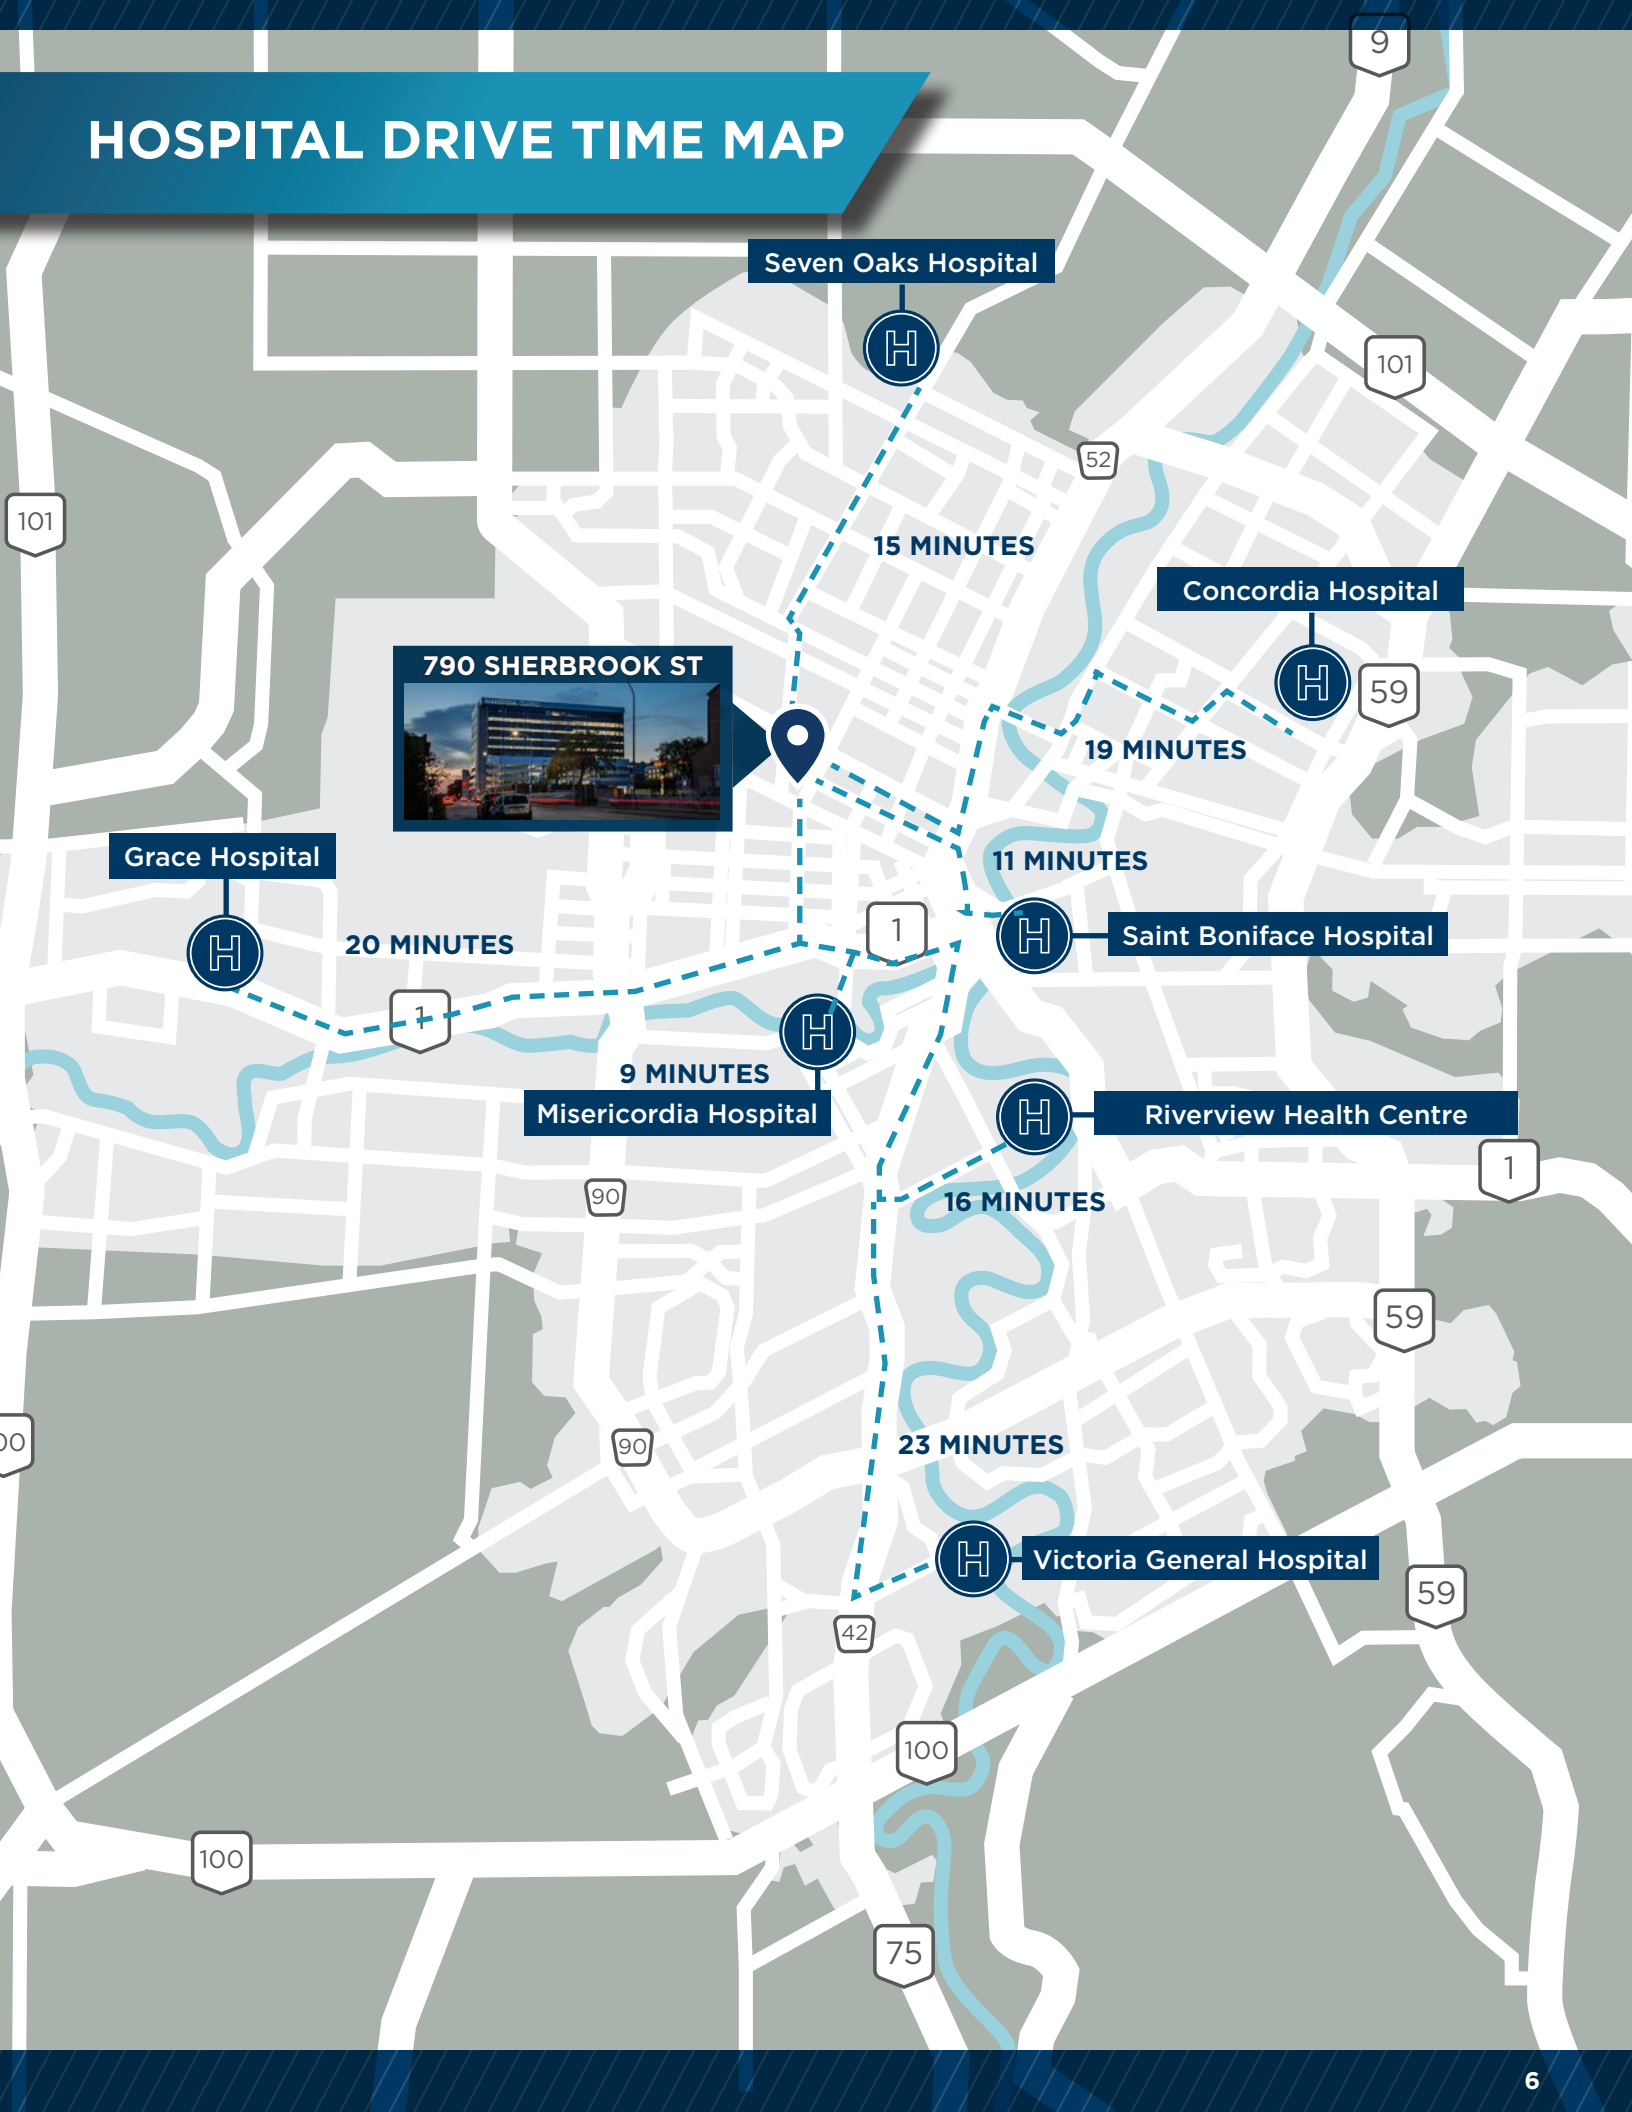 9
HOSPITAL DRIVE TIME MAP
Seven Oaks Hospital
101
52
101
15 MINUTES
Concordia Hospital
790 SHERBROOK ST
59
19 MINUTES
Grace Hospital
11 MINUTES
1
20 MINUTES
Saint Boniface Hospital
1
9 MINUTES
Misericordia Hospital
Riverview Health Centre
1
90
16 MINUTES
59
90
00
23 MINUTES
Victoria General Hospital
59
42
100
100
75
6